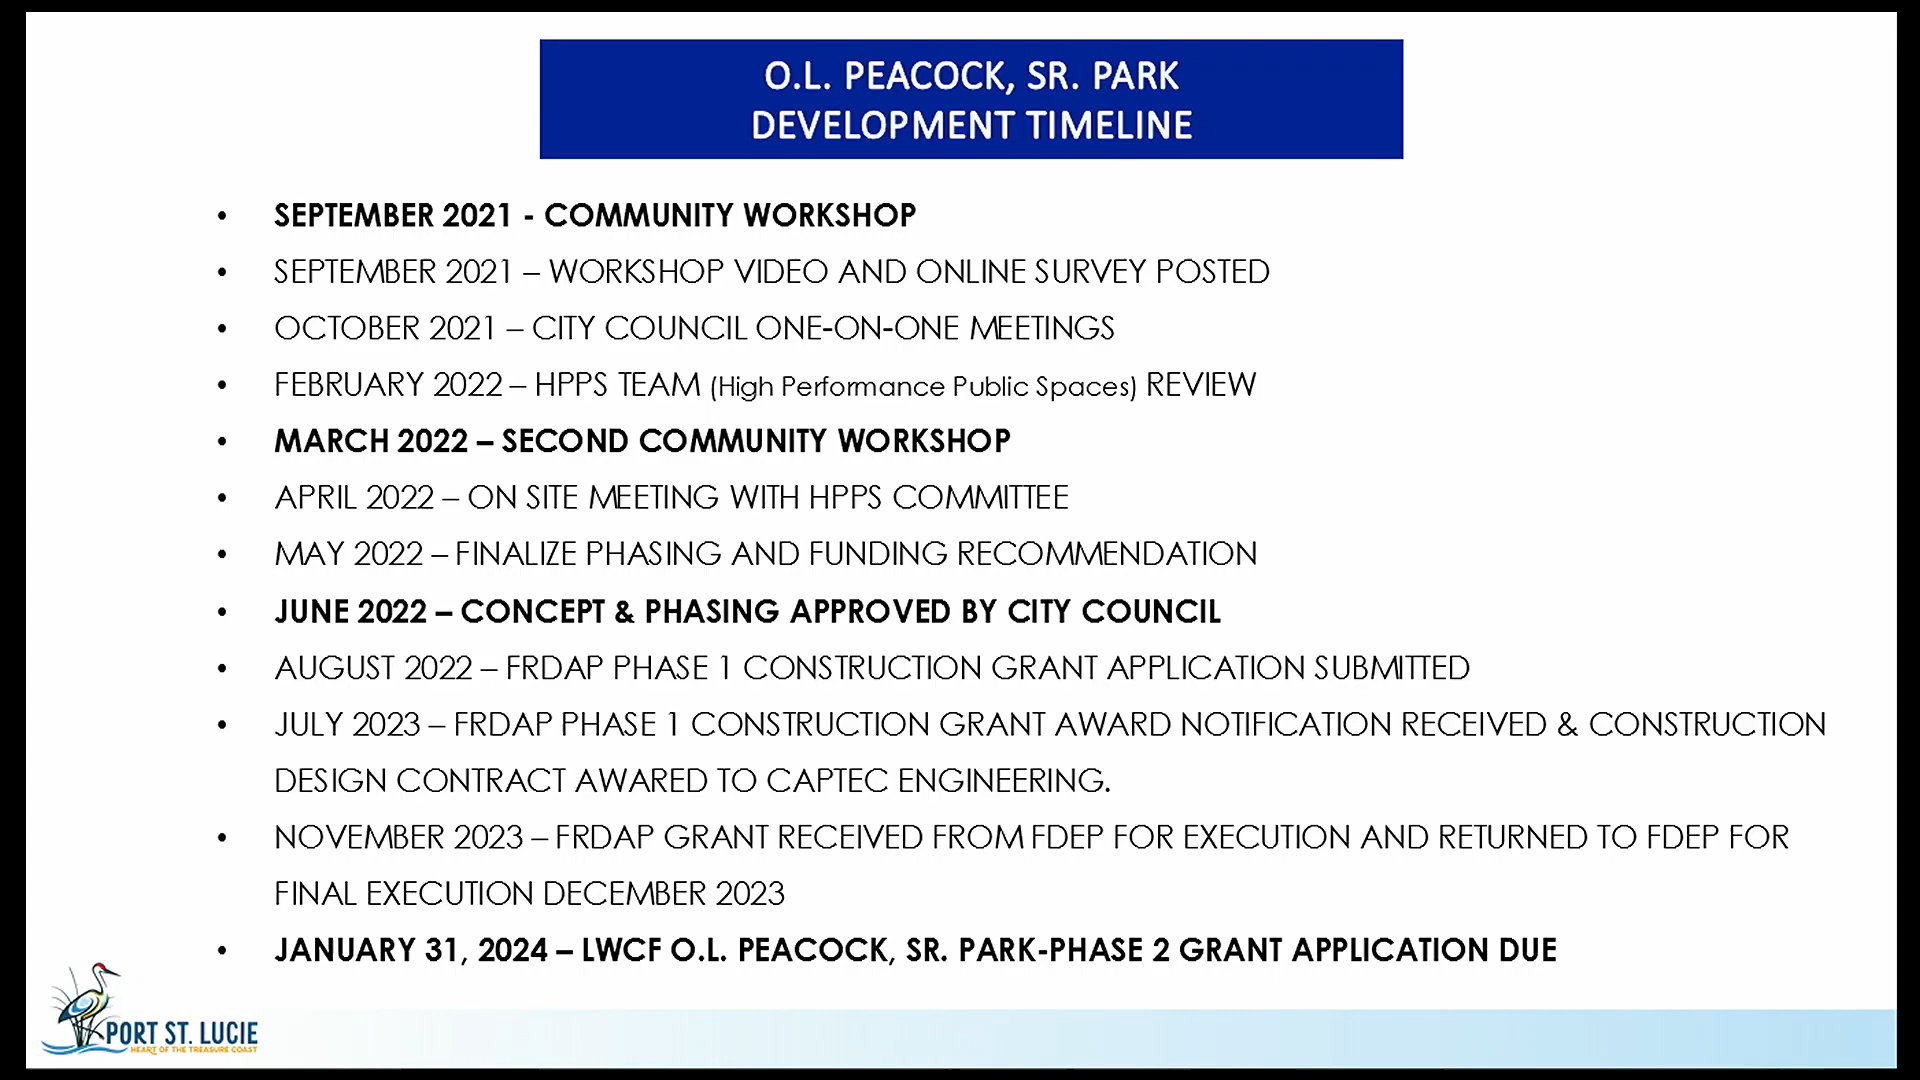 O.L. PEACOCK, SR. PARK
DEVELOPMENT TIMELINE
• SEPTEMBER 2021 - COMMUNITY WORKSHOP
• SEPTEMBER 2021 – WORKSHOP VIDEO AND ONLINE SURVEY POSTED
• OCTOBER 2021 – CITY COUNCIL ONE-ON-ONE MEETINGS
• FEBRUARY 2022 – HPPS TEAM (High Performance Public Spaces) REVIEW
• MARCH 2022 – SECOND COMMUNITY WORKSHOP
• APRIL 2022 – ON SITE MEETING WITH HPPS COMMITTEE
• MAY 2022 – FINALIZE PHASING AND FUNDING RECOMMENDATION
• JUNE 2022 – CONCEPT & PHASING APPROVED BY CITY COUNCIL
• AUGUST 2022 – FRDAP PHASE 1 CONSTRUCTION GRANT APPLICATION SUBMITTED
• JULY 2023 – FRDAP PHASE 1 CONSTRUCTION GRANT AWARD NOTIFICATION RECEIVED & CONSTRUCTION
DESIGN CONTRACT AWARED TO CAPTEC ENGINEERING.
• NOVEMBER 2023 – FRDAP GRANT RECEIVED FROM FDEP FOR EXECUTION AND RETURNED TO FDEP FOR
FINAL EXECUTION DECEMBER 2023
• JANUARY 31, 2024 – LWCF O.L. PEACOCK, SR. PARK-PHASE 2 GRANT APPLICATION DUE
PORT ST. LUCIE
HEART OF THE TREASURE COAST